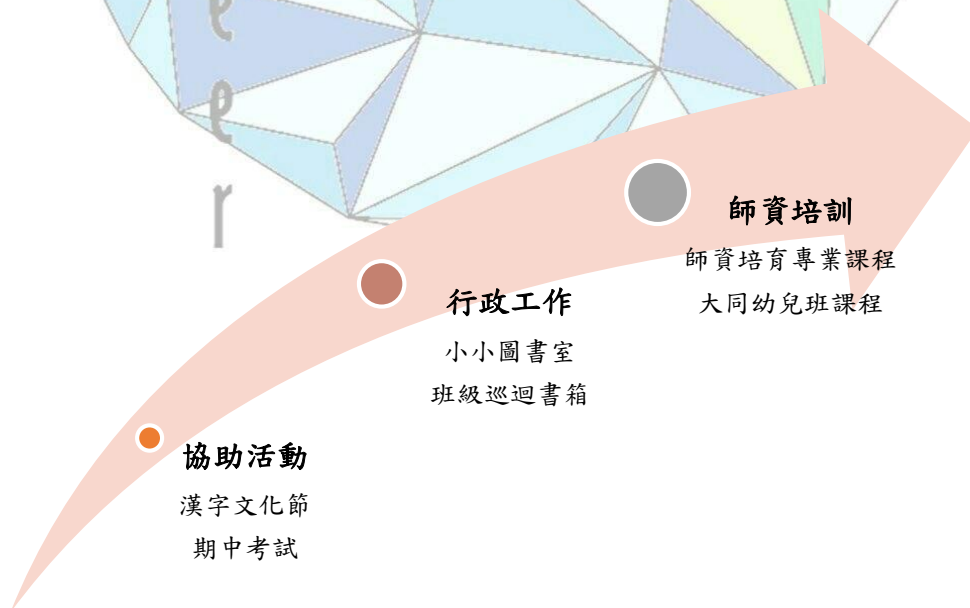 e
e
r
師資培訓
師資培育專業課程
大同幼兒班課程
行政工作
小小圖書室
班級巡迴書箱
協助活動
漢字文化節
期中考試